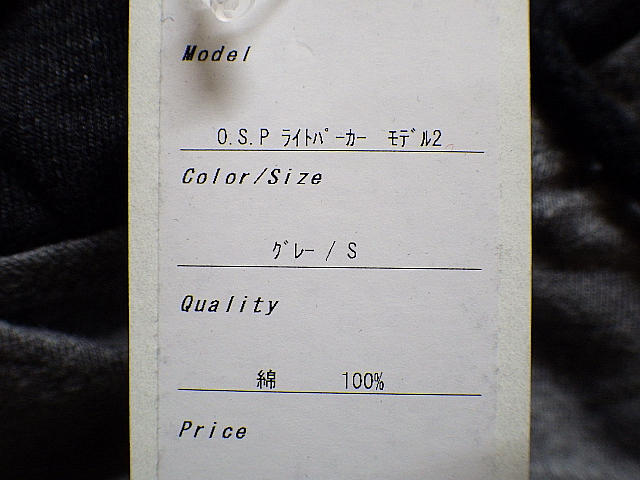 Model
O.S.P ﾗｲﾄﾊﾟｰｶｰ ﾓﾃﾞﾙ2
Color/Size
ｸﾞﾚｰ / S
Quality
綿 100%
Price